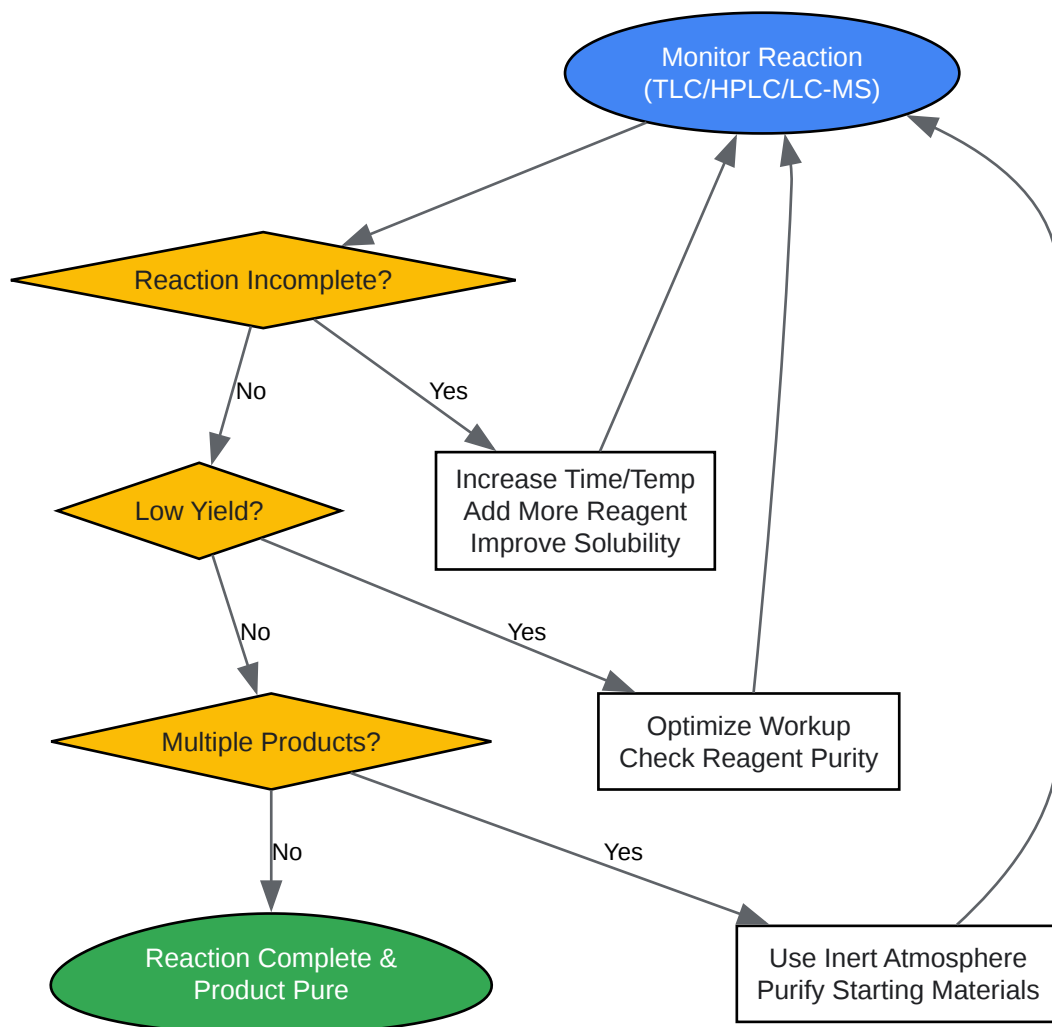 Monitor Reaction
(TLC/HPLC/LC-MS)
Reaction Incomplete?
No
Yes
Increase Time/Temp
Add More Reagent
Improve Solubility
Low Yield?
No
Yes
Optimize Workup
Check Reagent Purity
Multiple Products?
No
Yes
Reaction Complete &
Product Pure
Use Inert Atmosphere
Purify Starting Materials